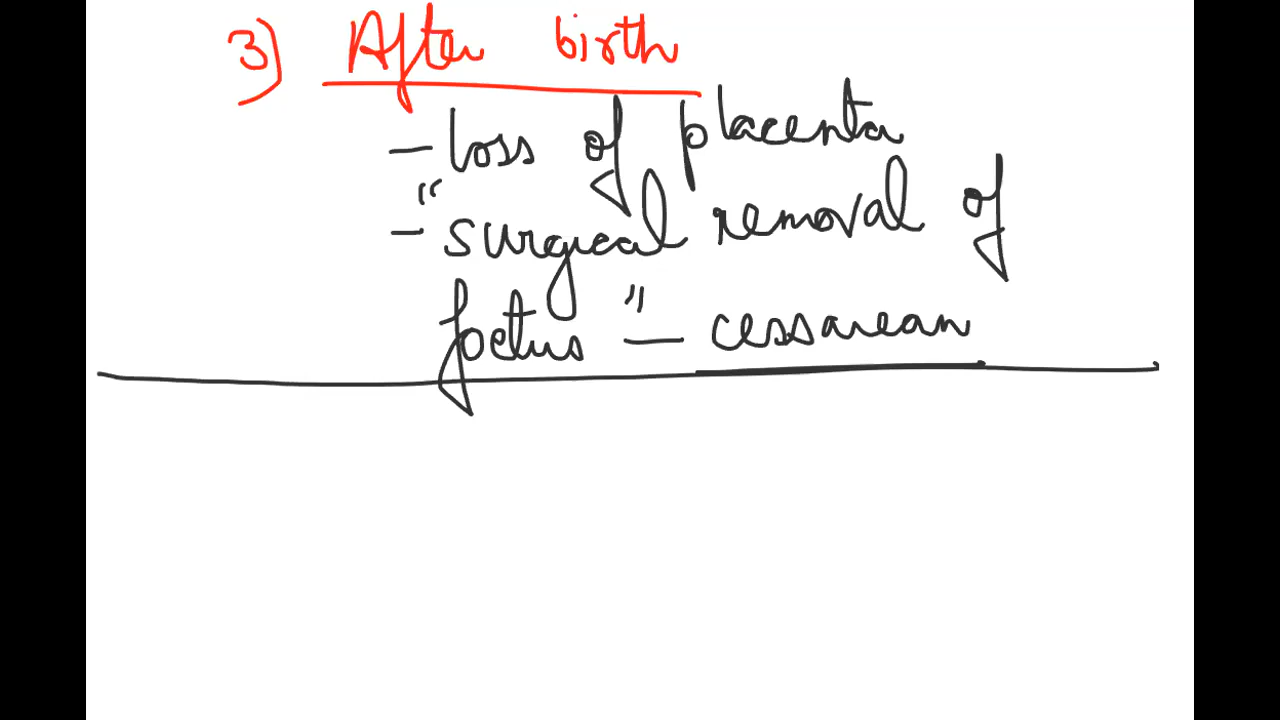 3) After birth
- loss of placenta
- "surgical removal of
foetus" - cessarean